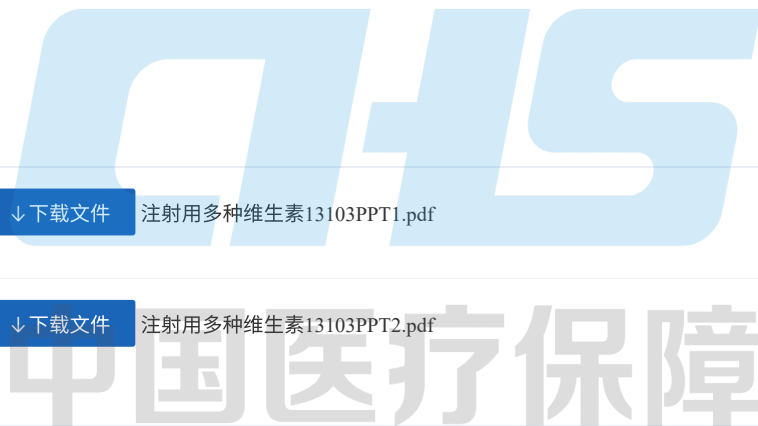 CHS
↓下载文件 注射用多种维生素13103PPT1.pdf
↓下载文件 注射用多种维生素13103PPT2.pdf
中国医疗保障